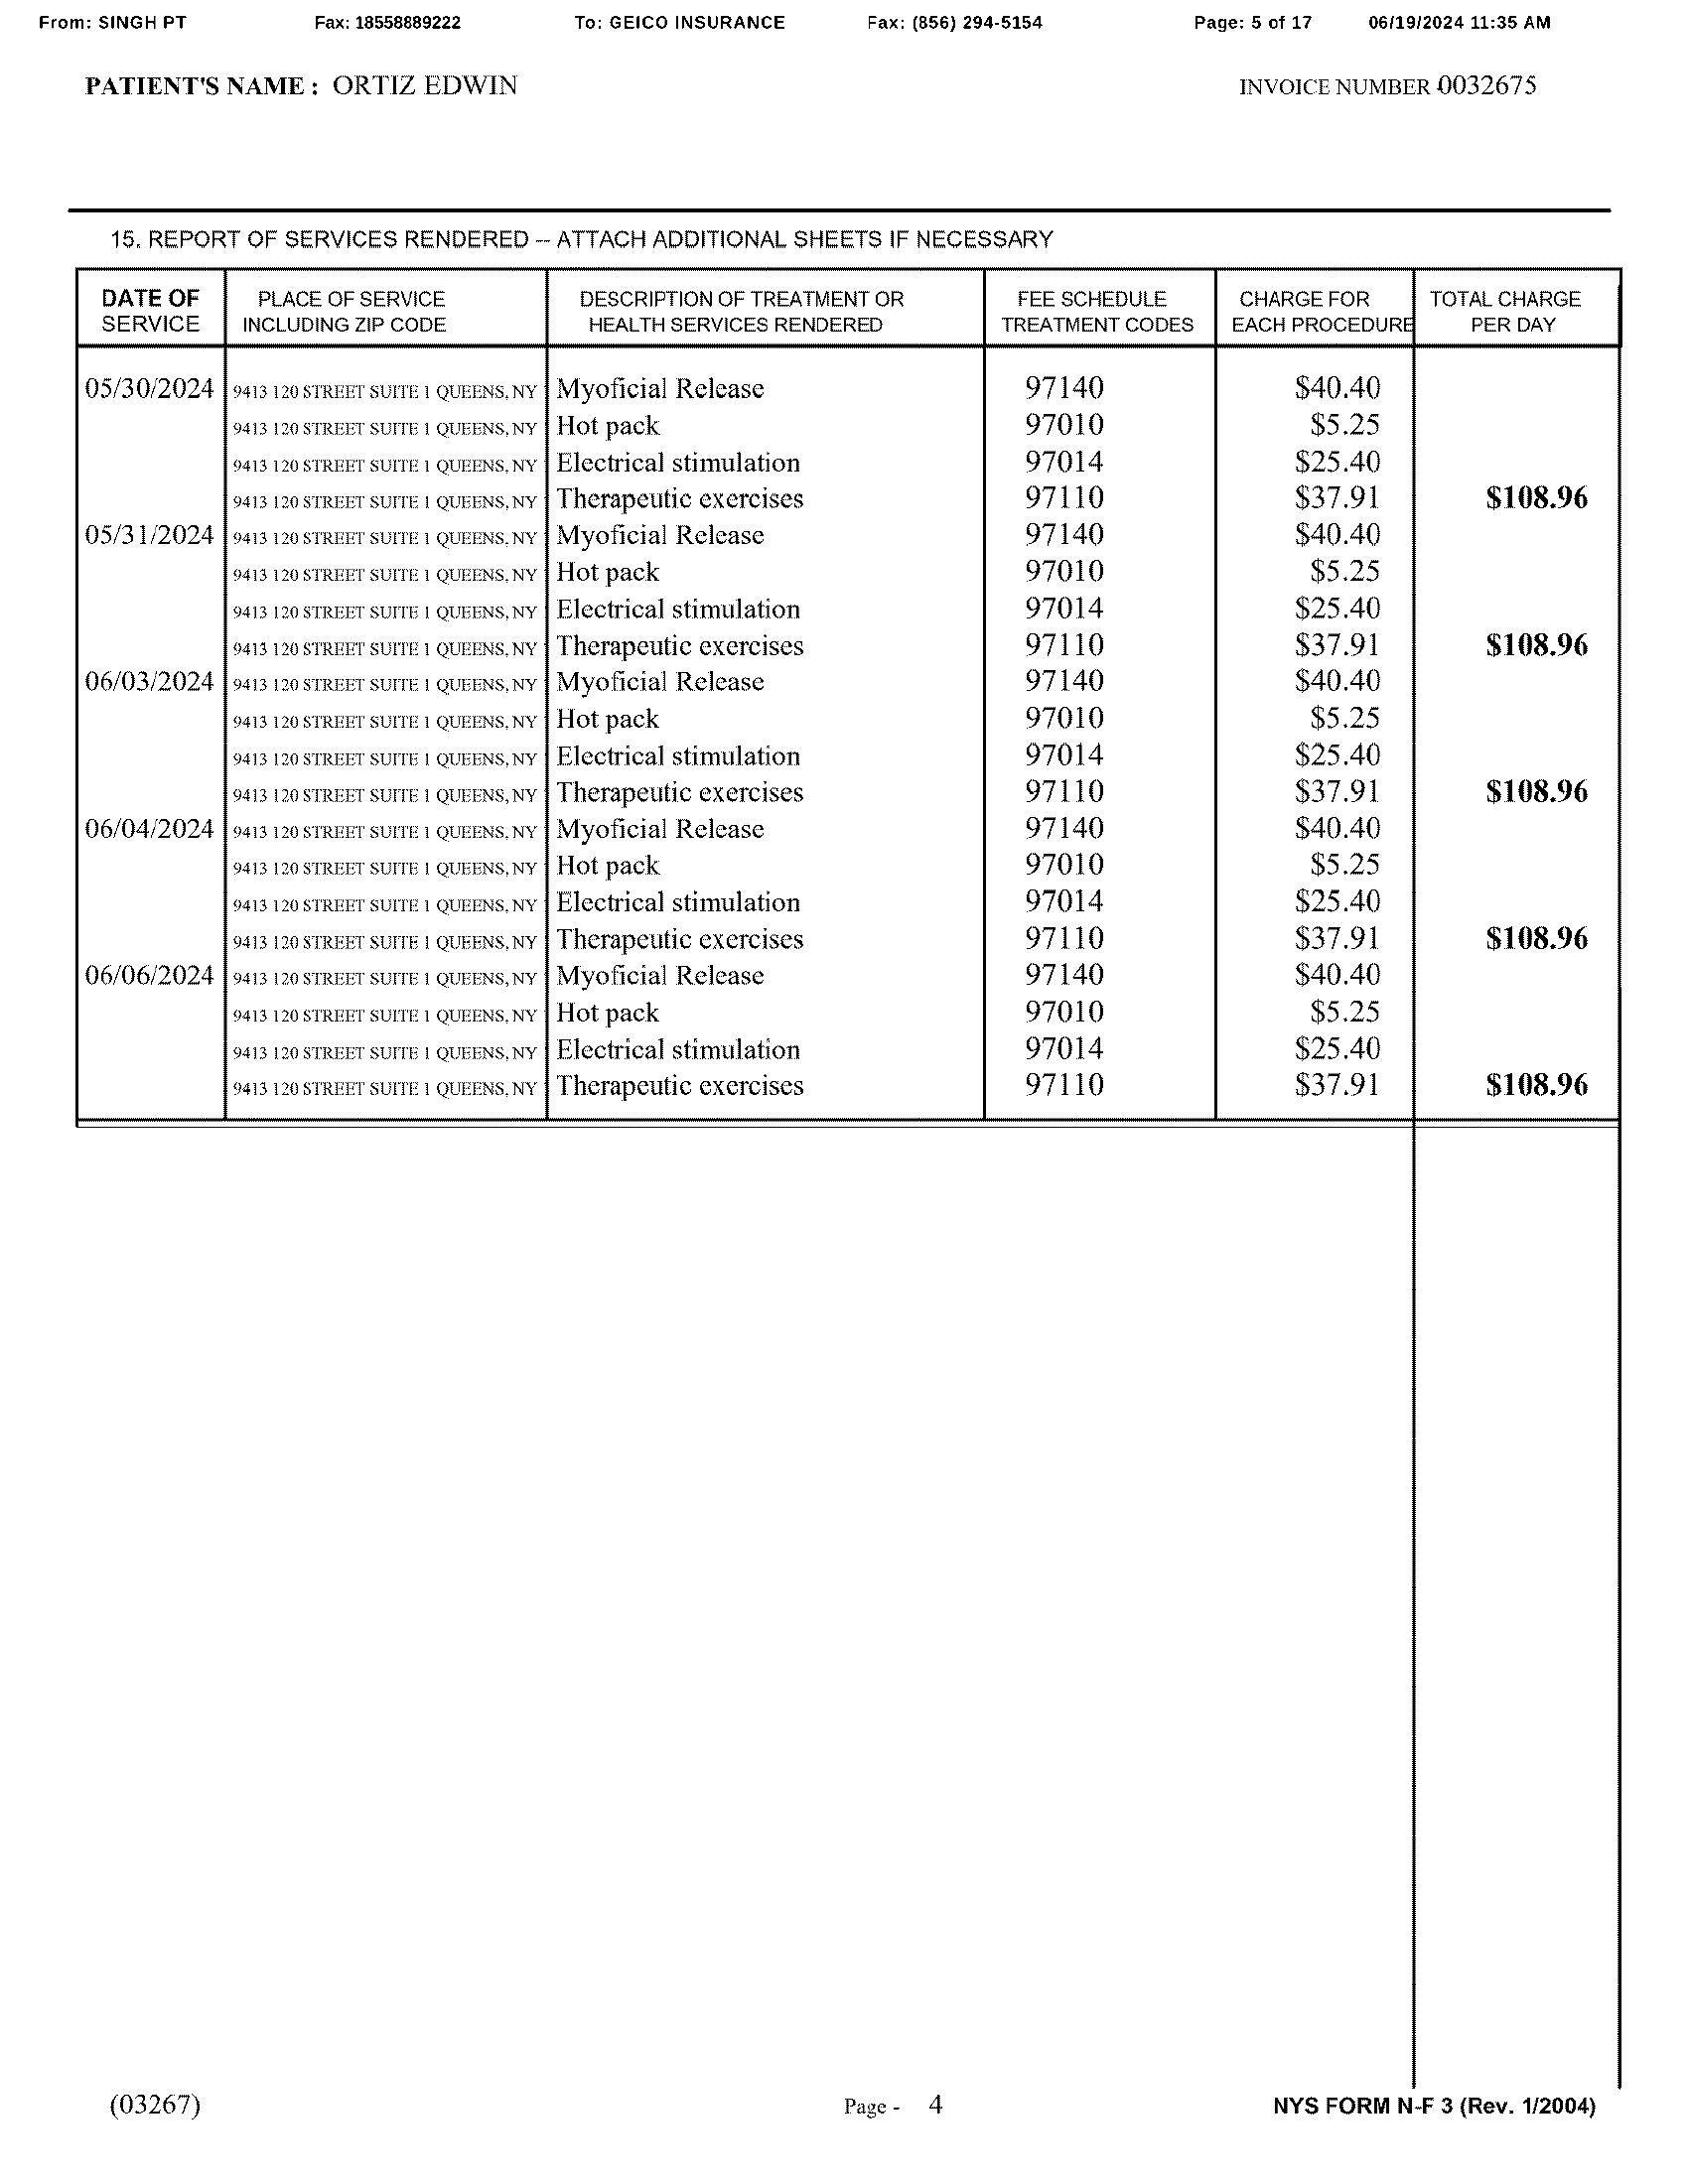 From: SINGH PT Fax: 18558889222 To: GEICO INSURANCE Fax: (856) 294-5154 Page: 5 of 17 06/19/2024 11:35 AM
PATIENT'S NAME : ORTIZ EDWIN INVOICE NUMBER 0032675
15. REPORT OF SERVICES RENDERED -- ATTACH ADDITIONAL SHEETS IF NECESSARY
DATE OF PLACE OF SERVICE DESCRIPTION OF TREATMENT OR FEE SCHEDULE CHARGE FOR TOTAL CHARGE
SERVICE INCLUDING ZIP CODE HEALTH SERVICES RENDERED TREATMENT CODES EACH PROCEDURE PER DAY
05/30/2024 9413 120 STREET SUITE 1 QUEENS, NY Myoficial Release 97140 $40.40
9413 120 STREET SUITE 1 QUEENS, NY Hot pack 97010 $5.25
9413 120 STREET SUITE 1 QUEENS, NY Electrical stimulation 97014 $25.40
9413 120 STREET SUITE 1 QUEENS, NY Therapeutic exercises 97110 $37.91 $108.96
05/31/2024 9413 120 STREET SUITE 1 QUEENS, NY Myoficial Release 97140 $40.40
9413 120 STREET SUITE 1 QUEENS, NY Hot pack 97010 $5.25
9413 120 STREET SUITE 1 QUEENS, NY Electrical stimulation 97014 $25.40
9413 120 STREET SUITE 1 QUEENS, NY Therapeutic exercises 97110 $37.91 $108.96
06/03/2024 9413 120 STREET SUITE 1 QUEENS, NY Myoficial Release 97140 $40.40
9413 120 STREET SUITE 1 QUEENS, NY Hot pack 97010 $5.25
9413 120 STREET SUITE 1 QUEENS, NY Electrical stimulation 97014 $25.40
9413 120 STREET SUITE 1 QUEENS, NY Therapeutic exercises 97110 $37.91 $108.96
06/04/2024 9413 120 STREET SUITE 1 QUEENS, NY Myoficial Release 97140 $40.40
9413 120 STREET SUITE 1 QUEENS, NY Hot pack 97010 $5.25
9413 120 STREET SUITE 1 QUEENS, NY Electrical stimulation 97014 $25.40
9413 120 STREET SUITE 1 QUEENS, NY Therapeutic exercises 97110 $37.91 $108.96
06/06/2024 9413 120 STREET SUITE 1 QUEENS, NY Myoficial Release 97140 $40.40
9413 120 STREET SUITE 1 QUEENS, NY Hot pack 97010 $5.25
9413 120 STREET SUITE 1 QUEENS, NY Electrical stimulation 97014 $25.40
9413 120 STREET SUITE 1 QUEENS, NY Therapeutic exercises 97110 $37.91 $108.96
(03267) Page - 4 NYS FORM N-F 3 (Rev. 1/2004)